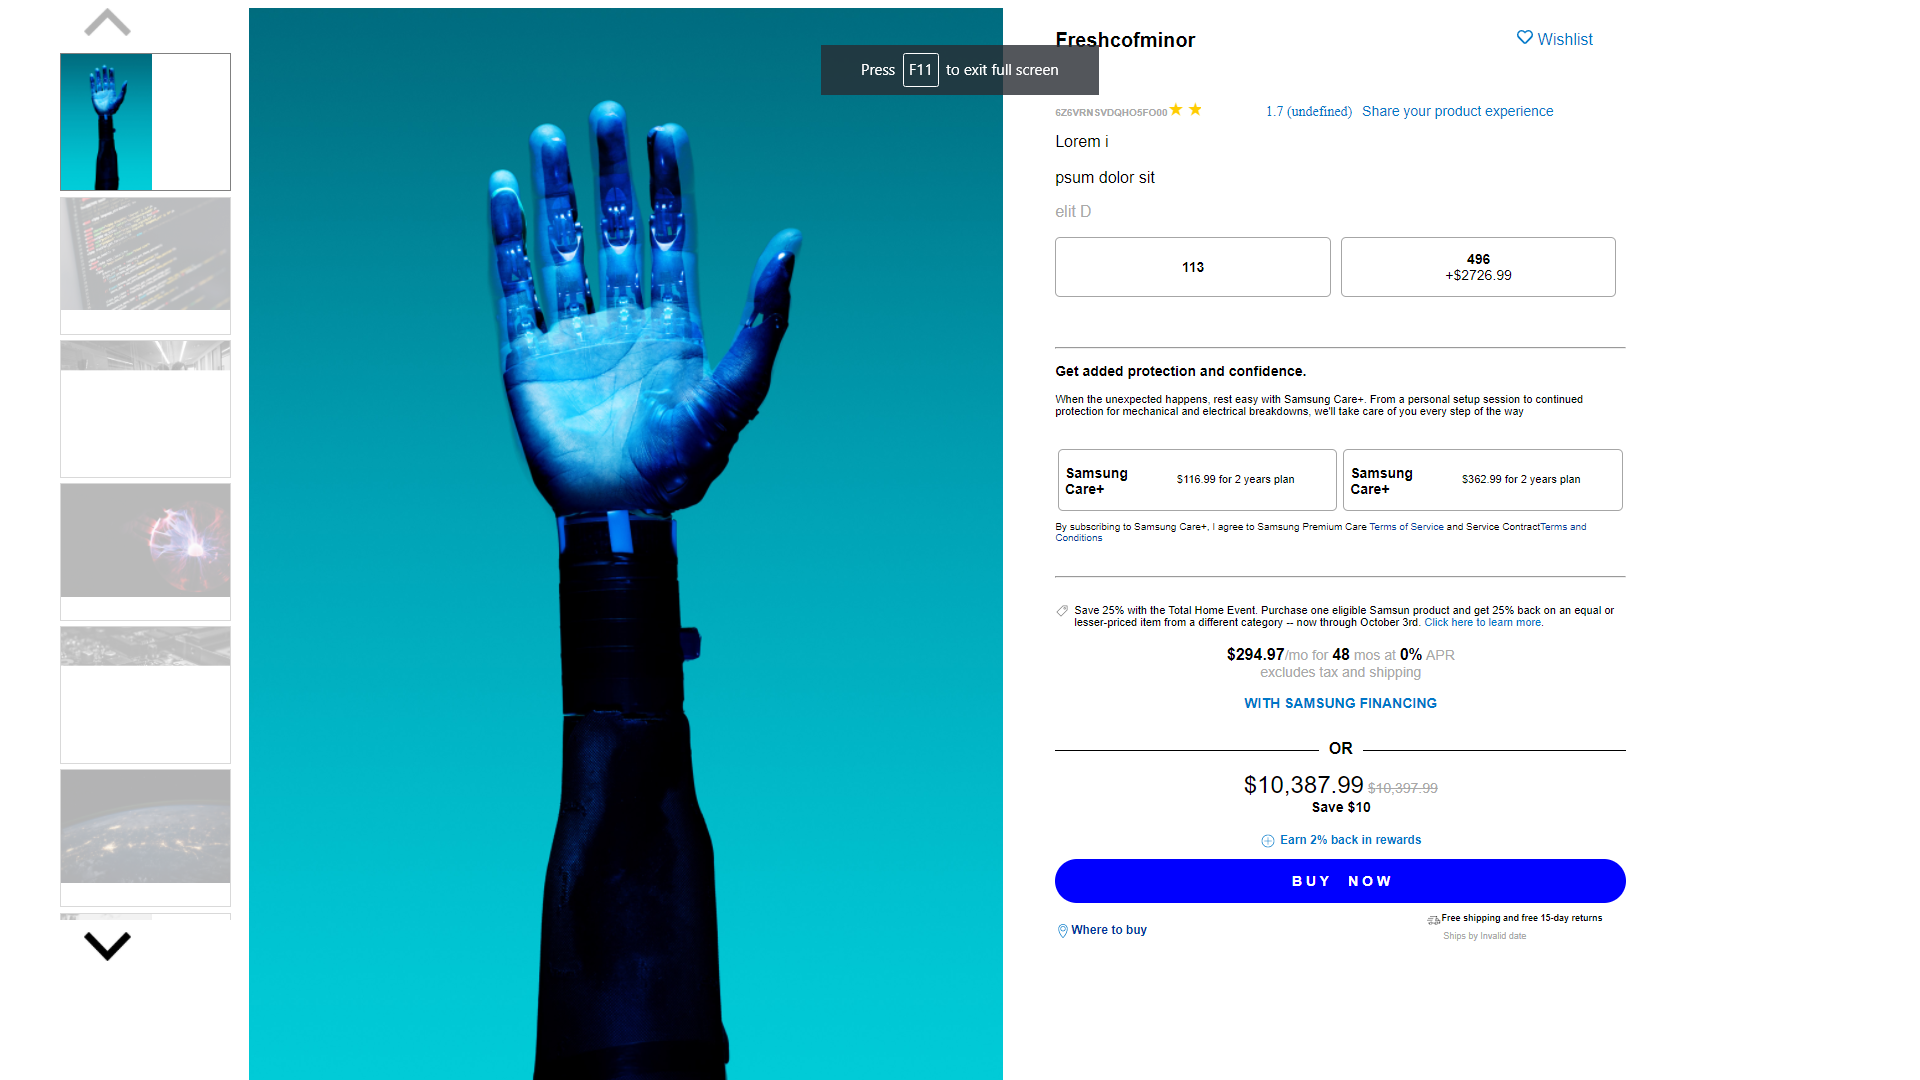 Freshcofminor
Wishlist
Press F11 to exit full screen
6Z6VRNSVDQHO5FO00
1.7 (undefined) Share your product experience
Lorem i
psum dolor sit
elit D
113
496
+$2726.99
Get added protection and confidence.
When the unexpected happens, rest easy with Samsung Care+. From a personal setup session to continued
protection for mechanical and electrical breakdowns, we'll take care of you every step of the way
Samsung
Care+
$116.99 for 2 years plan
Samsung
Care+
$362.99 for 2 years plan
By subscribing to Samsung Care+, I agree to Samsung Premium Care Terms of Service and Service ContractTerms and
Conditions
Save 25% with the Total Home Event. Purchase one eligible Samsun product and get 25% back on an equal or
lesser-priced item from a different category -- now through October 3rd. Click here to learn more.
$294.97/mo for 48 mos at 0% APR
excludes tax and shipping
WITH SAMSUNG FINANCING
OR
$10,387.99 $10,397.99
Save $10
Earn 2% back in rewards
BUY NOW
Where to buy
Free shipping and free 15-day returns
Ships by Invalid date